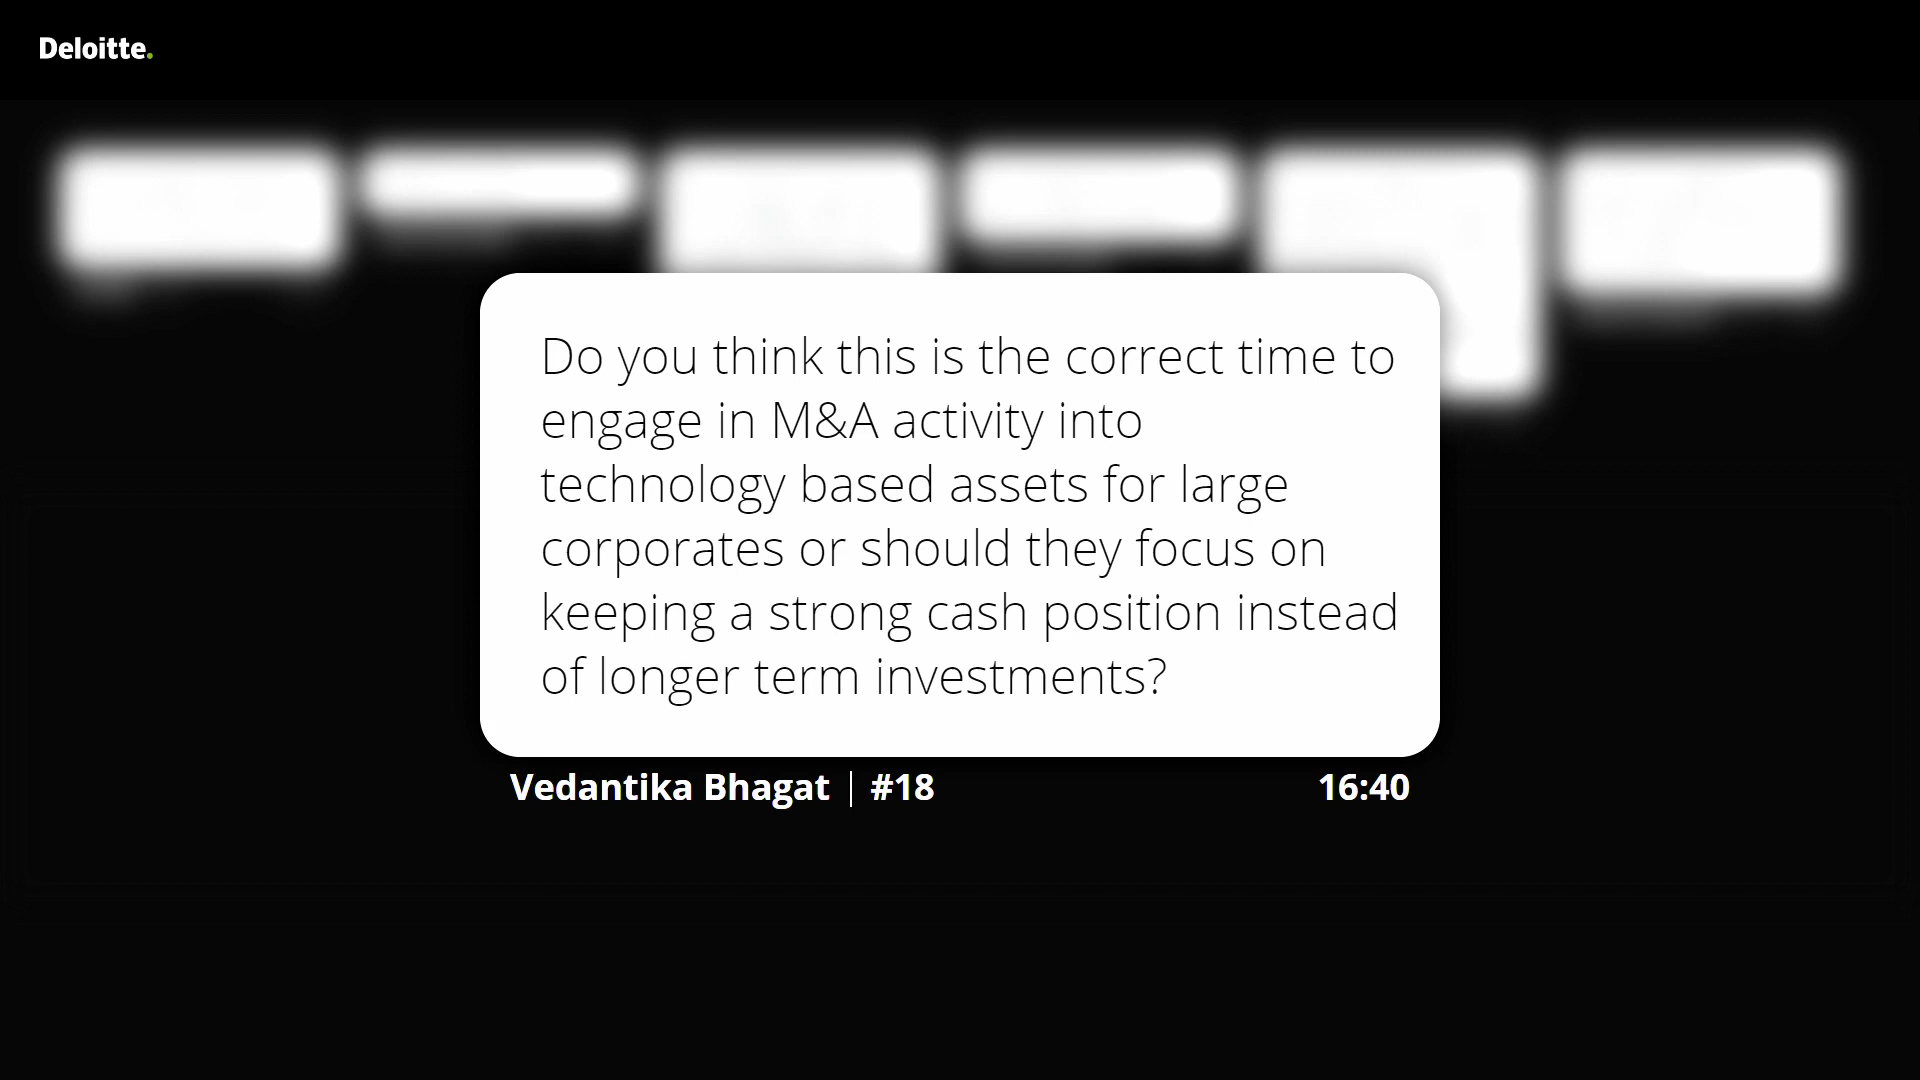 Deloitte.
Do you think this is the correct time to
engage in M&A activity into
technology based assets for large
corporates or should they focus on
keeping a strong cash position instead
of longer term investments?
Vedantika Bhagat | #18
16:40